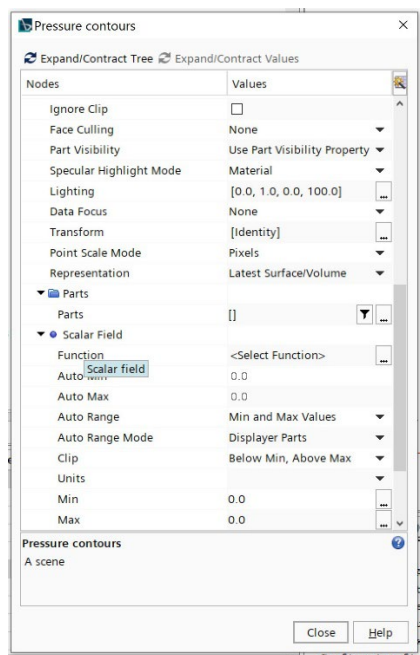 Pressure contours
Expand/Contract Tree Expand/Contract Values
Nodes Values
Ignore Clip
Face Culling None
Part Visibility Use Part Visibility Property
Specular Highlight Mode Material
Lighting [0.0, 1.0, 0.0, 100.0] ...
Data Focus None
Transform [Identity] ...
Point Scale Mode Pixels
Representation Latest Surface/Volume
Parts
Parts [] ...
Scalar Field
Function <Select Function> ...
Scalar field
Auto Min 0.0
Auto Max 0.0
Auto Range Min and Max Values
Auto Range Mode Displayer Parts
Clip Below Min, Above Max
Units
Min 0.0 ...
Max 0.0 ...
Pressure contours
A scene
Close Help